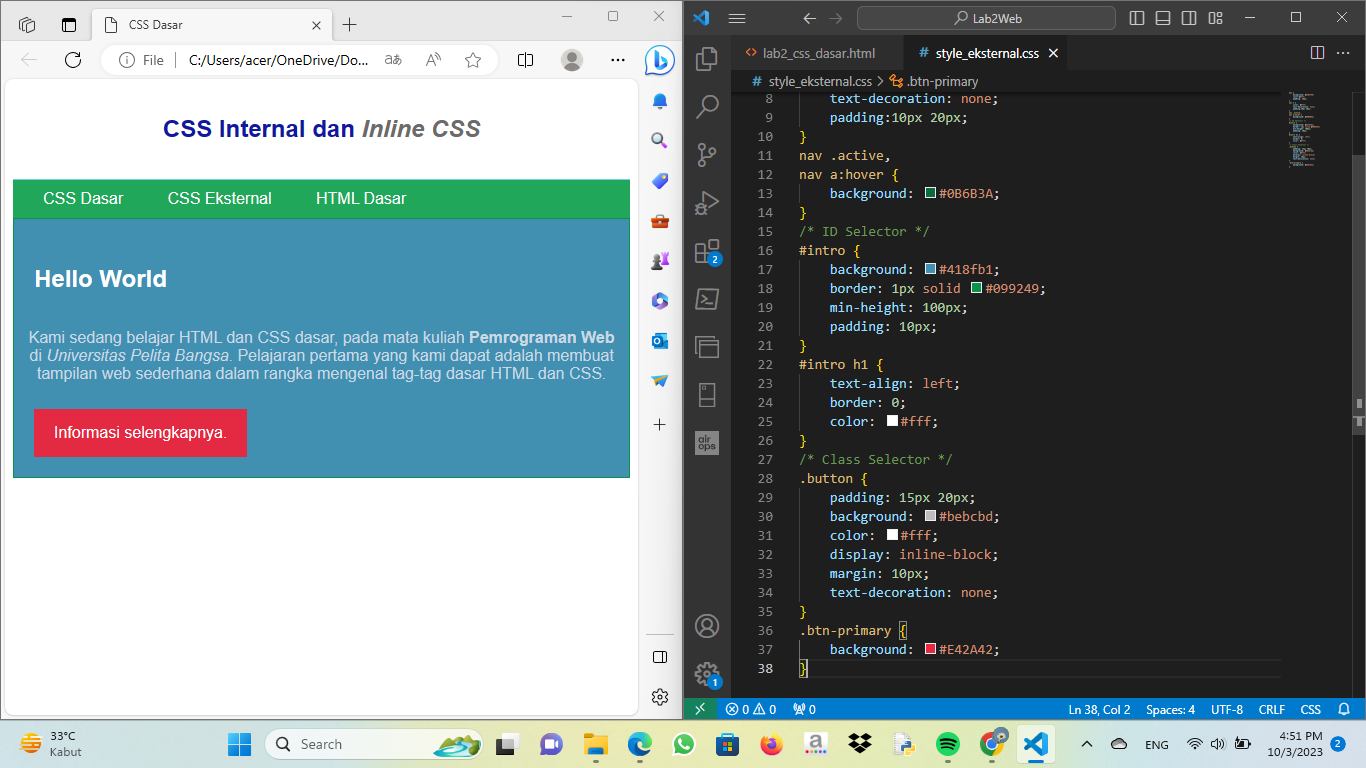 CSS Dasar
File
C:/Users/acer/OneDrive/Do...
aあ
A
CSS Internal dan Inline CSS
CSS Dasar CSS Eksternal HTML Dasar
Hello World
Kami sedang belajar HTML dan CSS dasar, pada mata kuliah Pemrograman Web
di Universitas Pelita Bangsa. Pelajaran pertama yang kami dapat adalah membuat
tampilan web sederhana dalam rangka mengenal tag-tag dasar HTML dan CSS.
Informasi selengkapnya.
Lab2Web
lab2_css_dasar.html
# style_eksternal.css
# style_eksternal.css > .btn-primary
8 text-decoration: none;
9 padding:10px 20px;
10 }
11 nav .active,
12 nav a:hover {
13 background: #0B6B3A;
14 }
15 /* ID Selector */
16 #intro {
17 background: #418fb1;
18 border: 1px solid #099249;
19 min-height: 100px;
20 padding: 10px;
21 }
22 #intro h1 {
23 text-align: left;
24 border: 0;
25 color: #fff;
26 }
27 /* Class Selector */
28 .button {
29 padding: 15px 20px;
30 background: #bebcbd;
31 color: #fff;
32 display: inline-block;
33 margin: 10px;
34 text-decoration: none;
35 }
36 .btn-primary {
37 background: #E42A42;
38 }
2
air
ops
1
0 0 0
Ln 38, Col 2 Spaces: 4 UTF-8 CRLF CSS
33°C
Kabut
Search
a
ENG
4:51 PM
10/3/2023
2